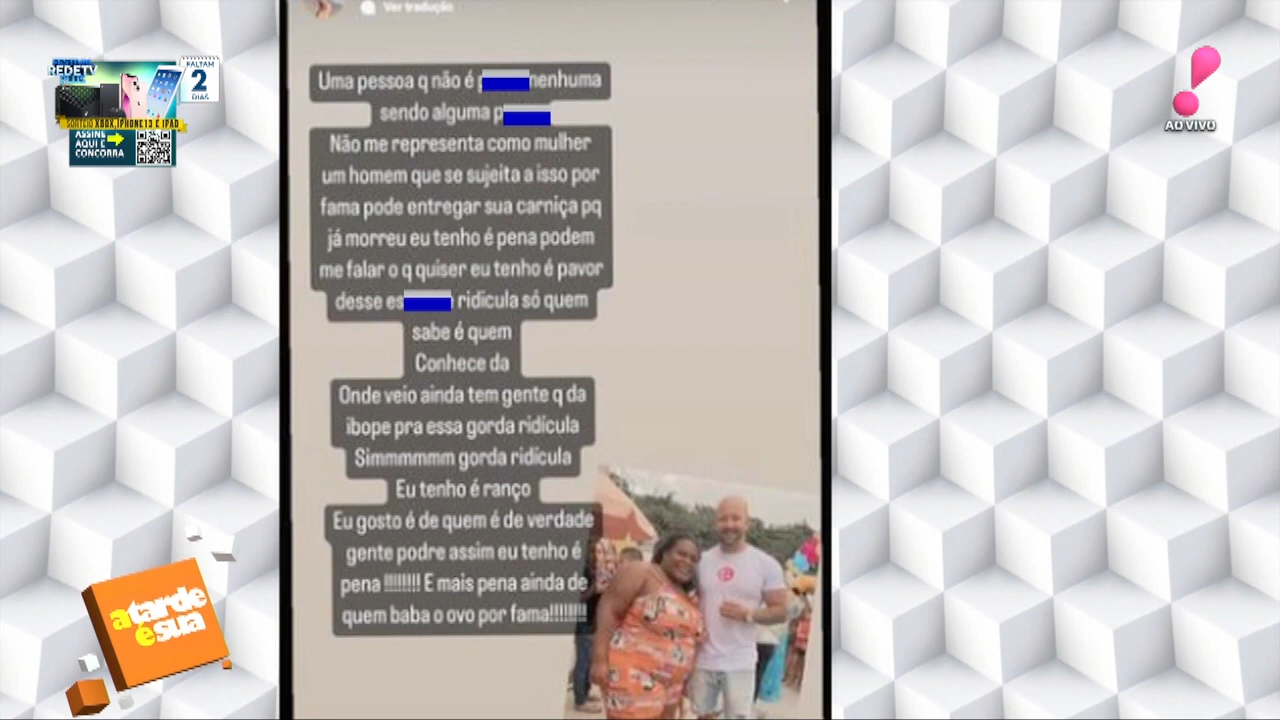 Ver tradução
REDETV
FALTAM
2
DIAS
SORTEIO XBOX, IPHONE 13 E IPAD
ASSINE
AQUI E
CONCORRA
AO VIVO
Uma pessoa q não é nenhuma
sendo alguma
Não me representa como mulher
um homem que se sujeita a isso por
fama pode entregar sua carniça pq
já morreu eu tenho é pena podem
me falar o q quiser eu tenho é pavor
desse ridicula só quem
sabe é quem
Conhece da
Onde veio ainda tem gente q da
ibope pra essa gorda ridícula
Simmmmmm gorda ridicula
Eu tenho é ranço
Eu gosto é de quem é de verdade
gente podre assim eu tenho é
pena !!!!!!!! E mais pena ainda de
quem baba o ovo por fama!!!!!!!!
a tarde
é sua